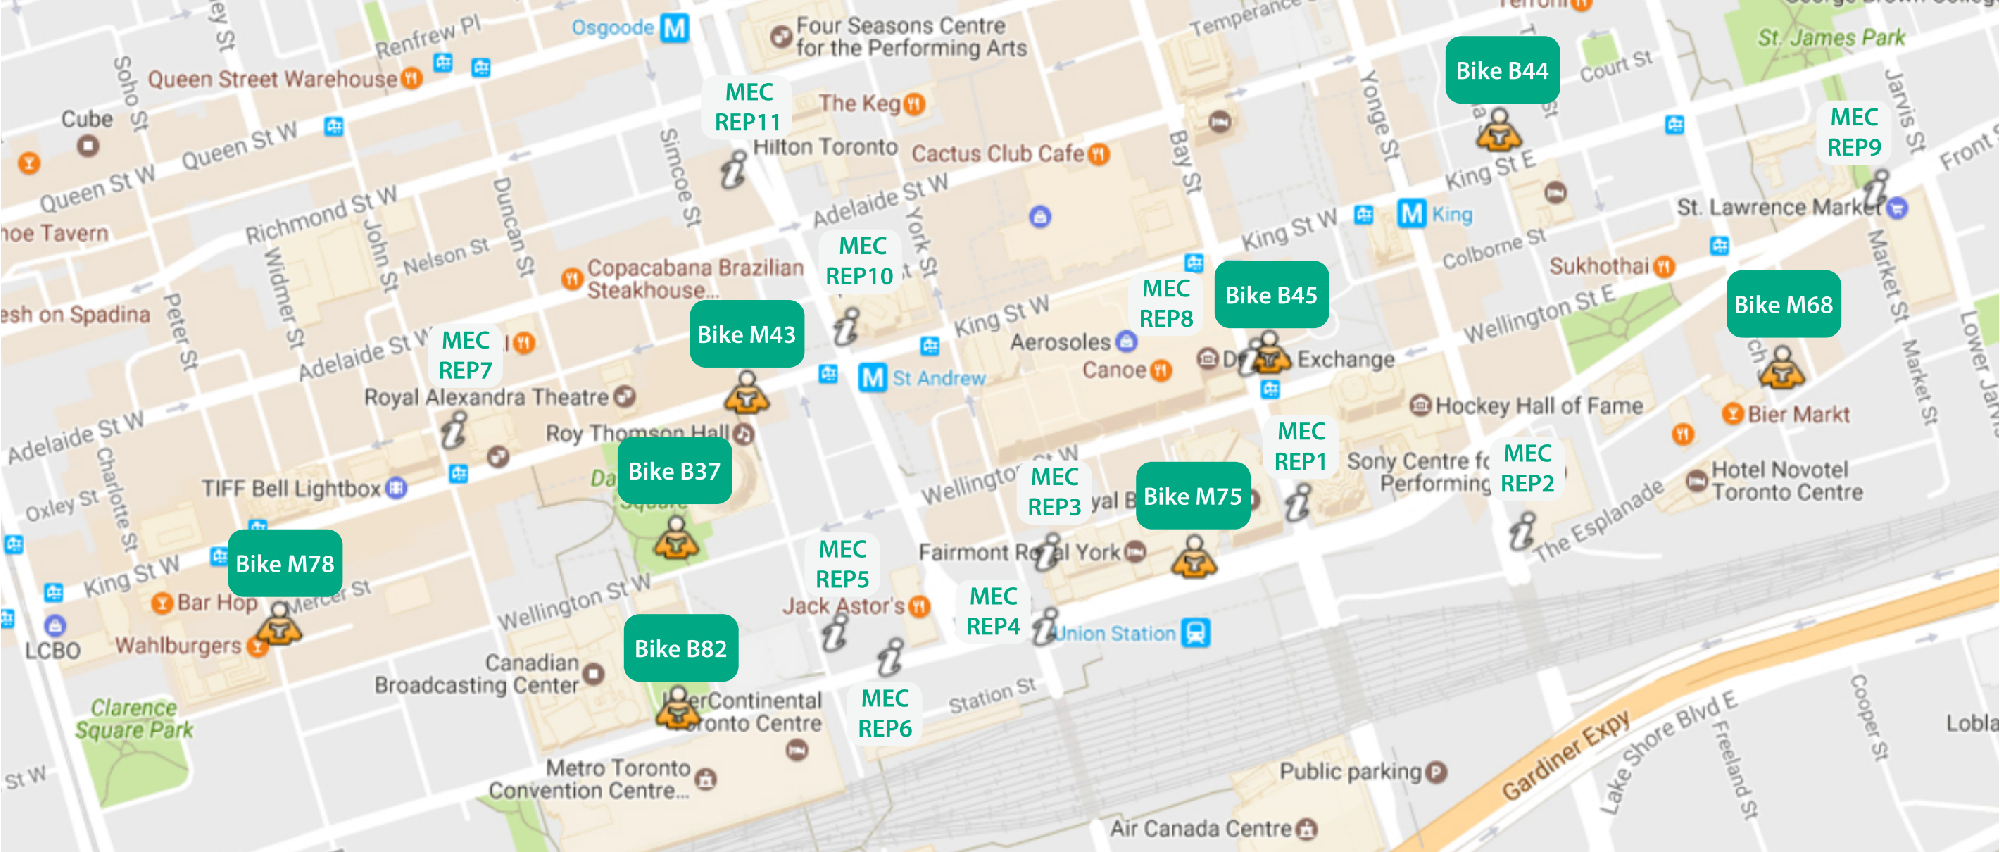 Osgoode
M
Four Seasons Centre
for the Performing Arts
Renfrew Pl
Queen Street Warehouse
Soho St
Cube
Queen St W
Queen St W
MEC
REP11
The Keg
Hilton Toronto
Cactus Club Cafe
Simcoe St
Adelaide St W
York St
Temperance
Bay St
Yonge St
Bike B44
Court St
King St E
St. James Park
Jarvis St
Front
MEC
REP9
St. Lawrence Market
M
King
King St W
Colborne St
Sukhothai
Wellington St E
Bike M68
Market St
Market St
Bier Markt
Hotel Novotel
Toronto Centre
The Esplanade
Richmond St W
Duncan St
Nelson St
John St
Widmer St
Peter St
esh on Spadina
Copacabana Brazilian
Steakhouse...
MEC
REP10
Bike M43
M
St Andrew
King St W
MEC
REP8
Bike B45
Aerosoles
Canoe
Exchange
Hockey Hall of Fame
Adelaide St W
MEC
REP7
Royal Alexandra Theatre
Roy Thomson Hall
Bike B37
Square
Adelaide St W
Charlotte St
Oxley St
TIFF Bell Lightbox
MEC
REP3
Bike M75
MEC
REP1
Sony Centre
Performing
MEC
REP2
Fairmont Royal York
King St W
Bike M78
Mercer St
Bar Hop
Wahlburgers
LCBO
Wellington St W
MEC
REP5
Jack Astor's
MEC
REP4
Union Station
Bike B82
Canadian
Broadcasting Center
MEC
REP6
Station St
Toronto Centre
Clarence
Square Park
St W
Metro Toronto
Convention Centre...
Public parking
P
Air Canada Centre
Gardiner Expy
Lake Shore Blvd E
Freeland St
Cooper St